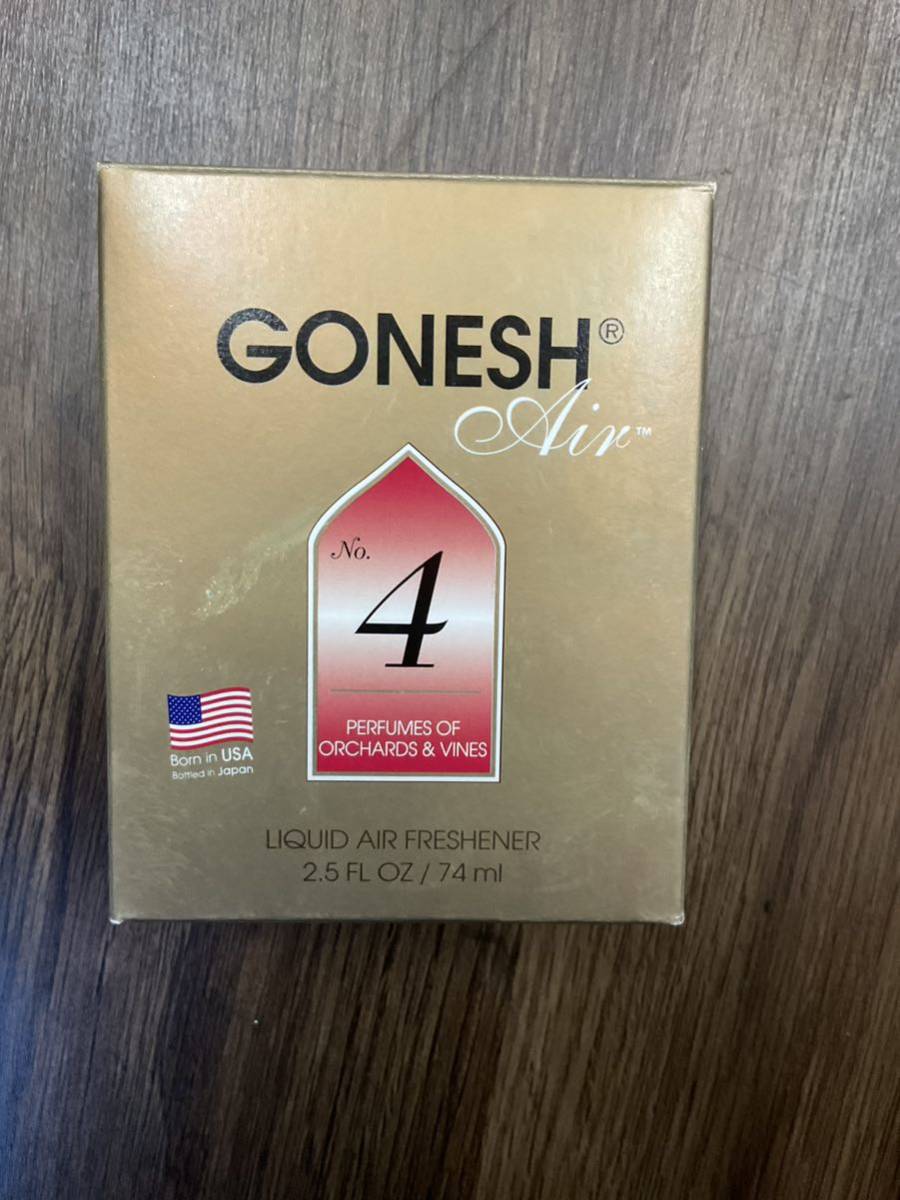 GONESH®
Air™
No.
4
PERFUMES OF
ORCHARDS & VINES
Born in USA
Bottled in Japan
LIQUID AIR FRESHENER
2.5 FL OZ / 74 ml